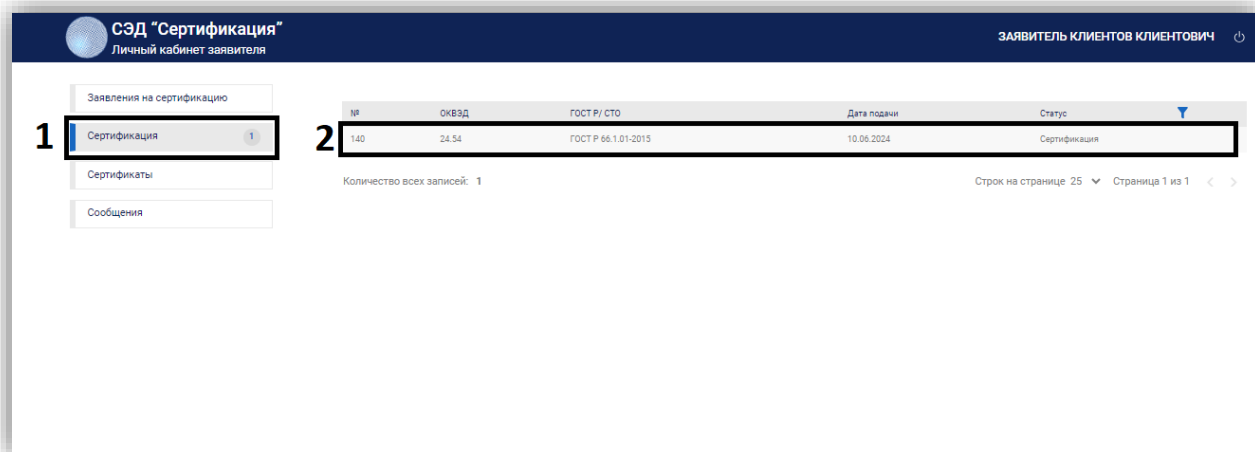 СЭД "Сертификация"
Личный кабинет заявителя
ЗАЯВИТЕЛЬ КЛИЕНТОВ КЛИЕНТОВИЧ
Заявления на сертификацию
1 Сертификация 1
Сертификаты
Сообщения
№ ОКВЭД ГОСТ Р/ СТО Дата подачи Статус
2 140 24.54 ГОСТ Р 66.1.01-2015 10.06.2024 Сертификация
Количество всех записей: 1 Строк на странице 25 Страница 1 из 1